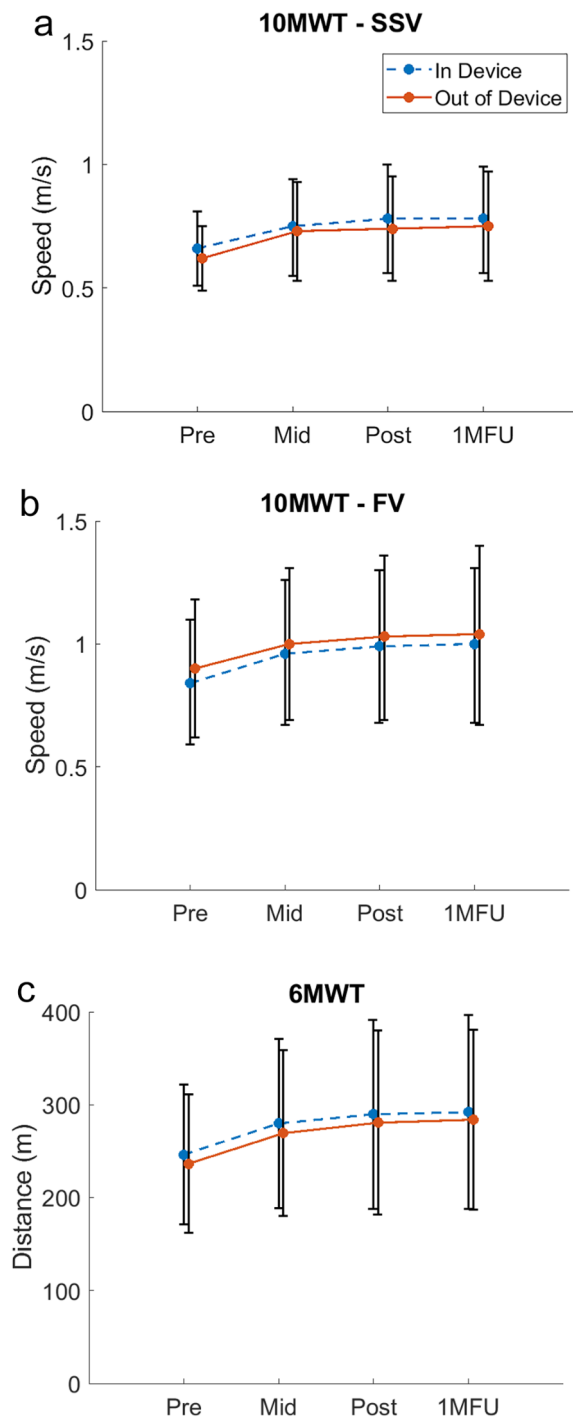 a
10MWT - SSV
In Device
Out of Device
Speed (m/s)
1.5
1
0.5
0
Pre Mid Post 1MFU
b
10MWT - FV
Speed (m/s)
1.5
1
0.5
0
Pre Mid Post 1MFU
c
6MWT
Distance (m)
400
300
200
100
0
Pre Mid Post 1MFU